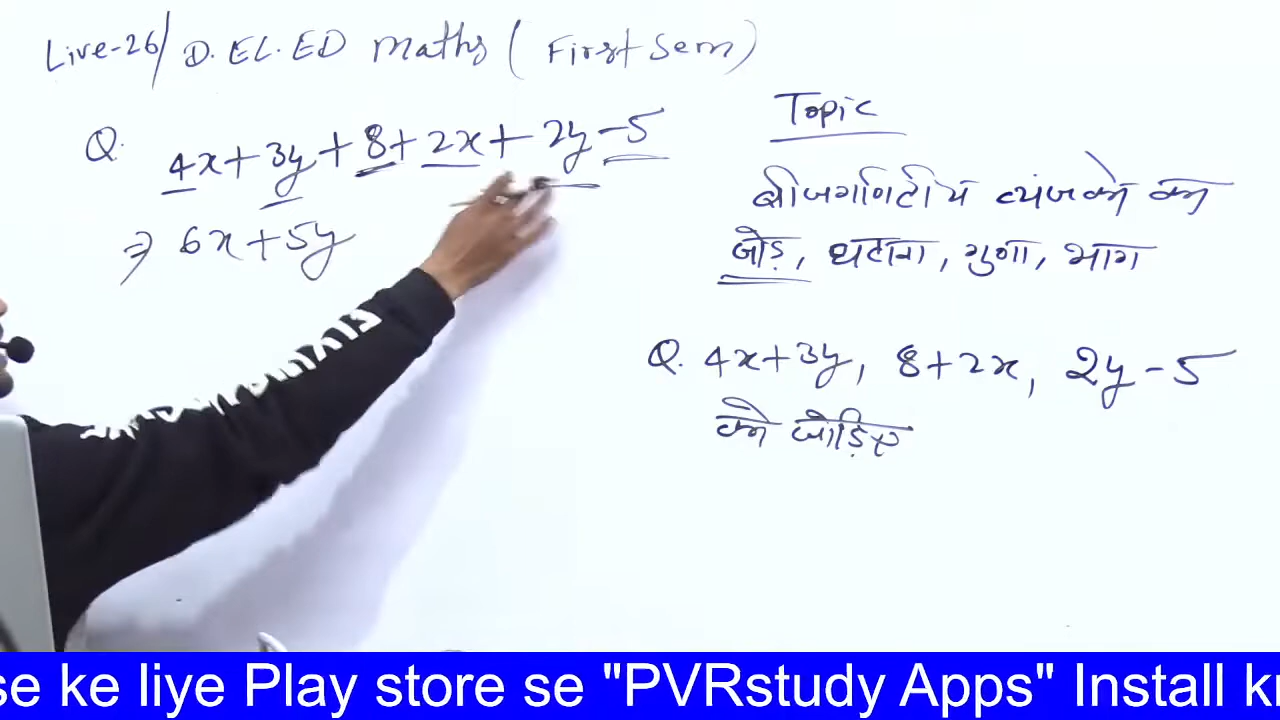 Live-26/ D.EL.ED Maths ( First Sem )
Q. 4x+3y+8+2x+2y-5
⇒ 6x+5y
Topic
बीजगणितीय व्यंजको का
जोड़, घटाना, गुणा, भाग
Q. 4x+3y, 8+2x, 2y-5
को जोड़िए
se ke liye Play store se "PVRstudy Apps" Install